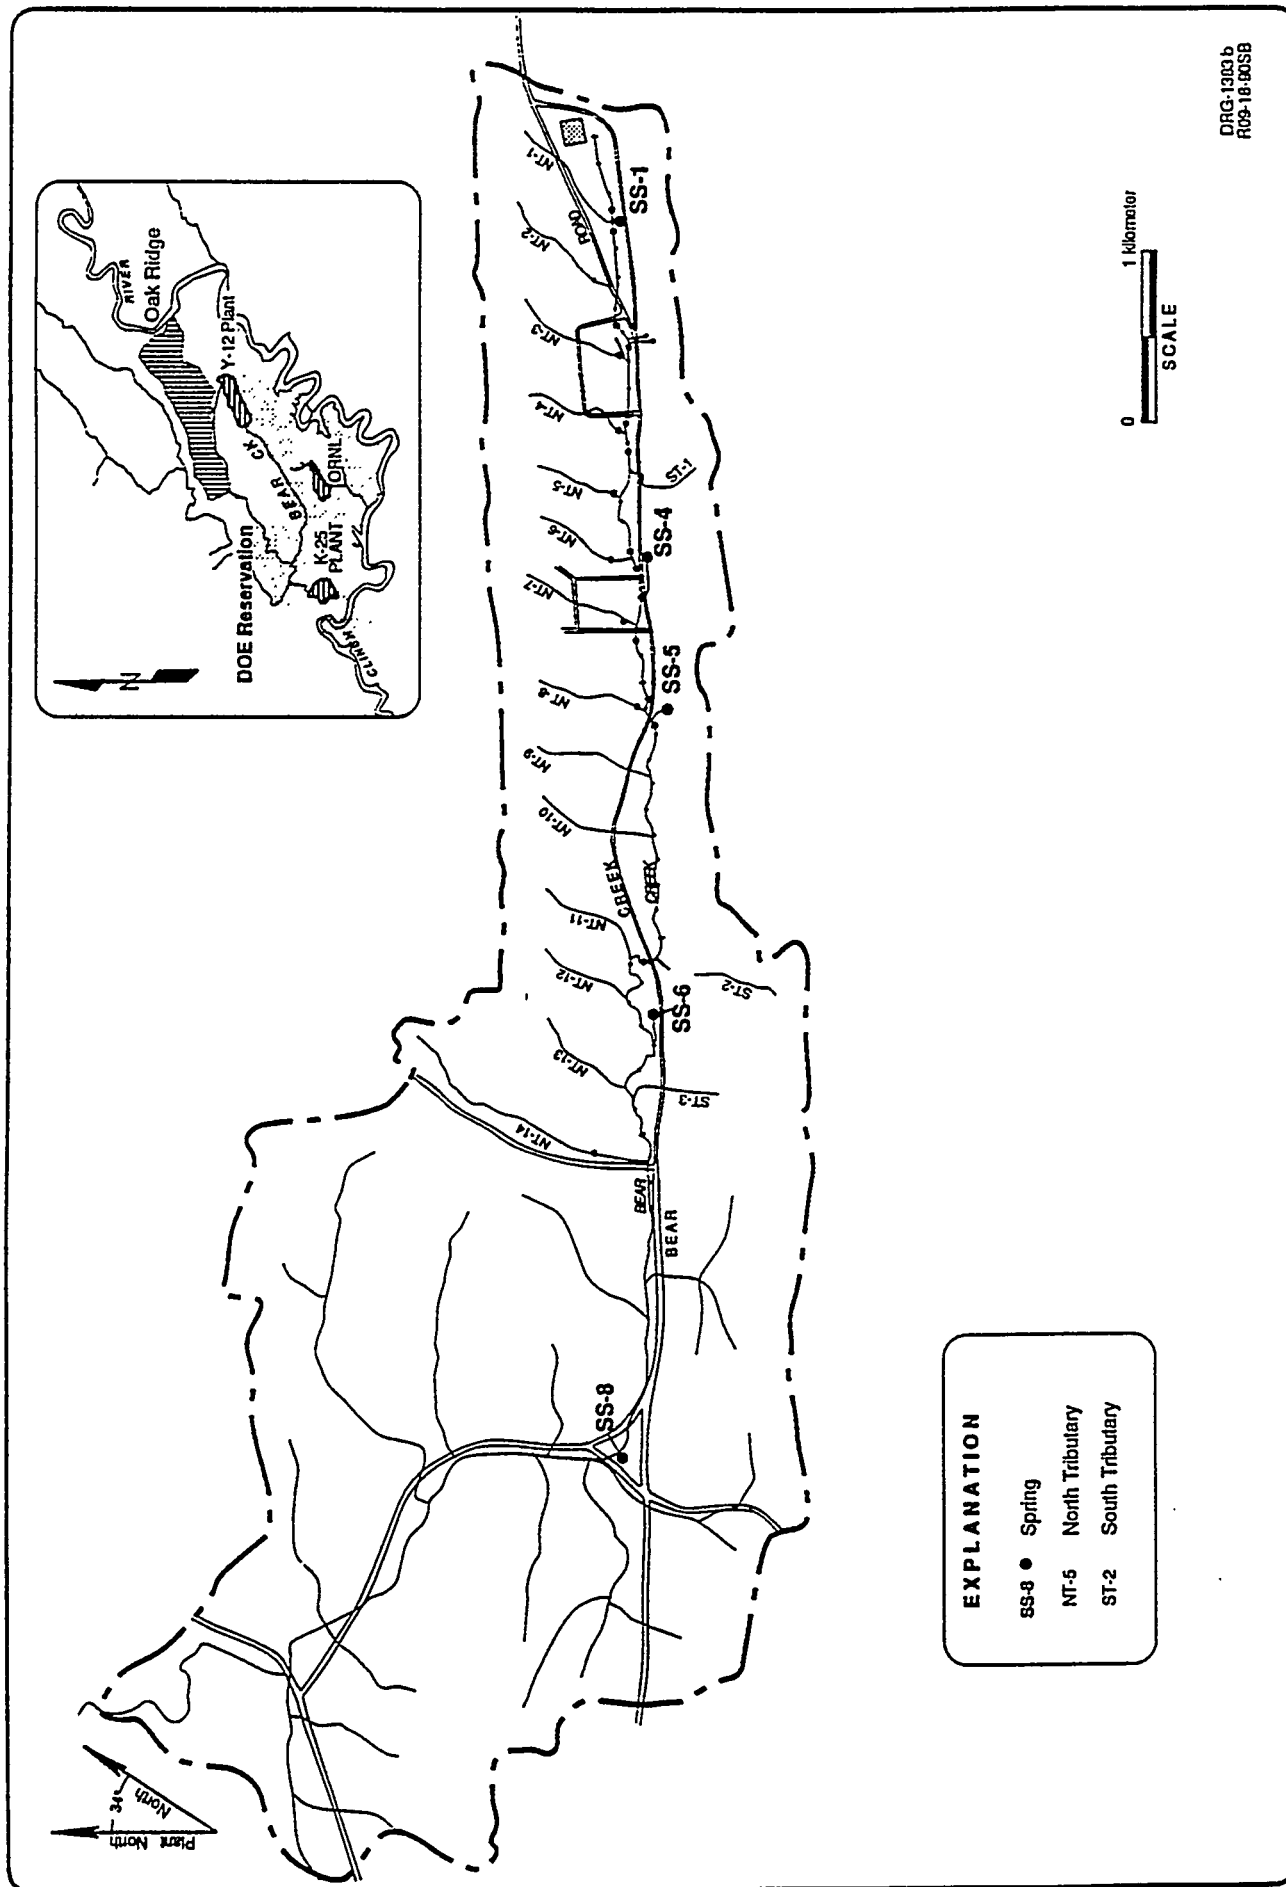 Plant North
34°
North
N
DOE Reservation
RIVER
Oak Ridge
Y-12 Plant
BEAR CK
ORNL
K-25
PLANT
CLINCH
NT-1
NT-2
NT-3
NT-4
NT-5
NT-6
NT-7
NT-8
NT-9
NT-10
NT-11
NT-12
NT-13
NT-14
ROAD
CREEK
CREEK
BEAR
BEAR
ST-1
ST-2
ST-3
SS-1
SS-4
SS-5
SS-6
SS-8
EXPLANATION
SS-8 ● Spring
NT-5 North Tributary
ST-2 South Tributary
0 1 kilometer
SCALE
DRG-1383b
R09-18-90SB